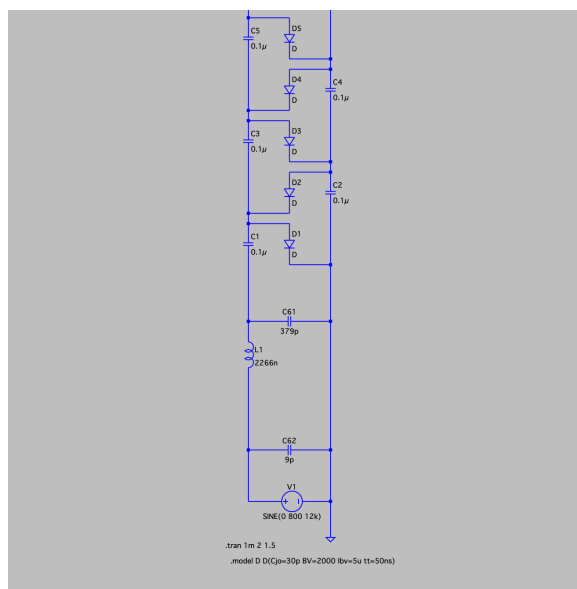 C5
D5
0.1µ
D
D4
C4
D
0.1µ
C3
D3
0.1µ
D
D2
C2
D
0.1µ
C1
D1
0.1µ
D
C61
379p
L1
2266n
C62
9p
V1
SINE(0 800 12k)
.tran 1m 2 1.5
.model D D(Cjo=30p BV=2000 Ibv=5u tt=50ns)